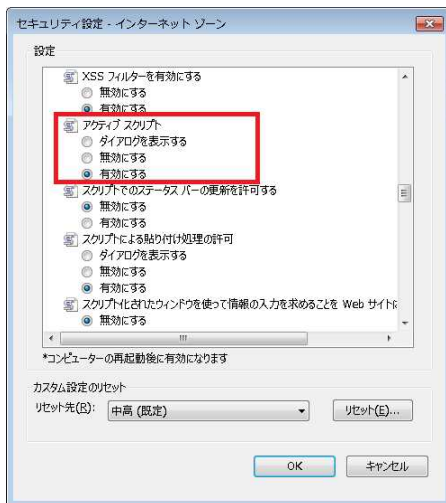 セキュリティ設定 - インターネット ゾーン
設定
XSS フィルターを有効にする
無効にする
有効にする
アクティブ スクリプト
ダイアログを表示する
無効にする
有効にする
スクリプトでのステータス バーの更新を許可する
無効にする
有効にする
スクリプトによる貼り付け処理の許可
ダイアログを表示する
無効にする
有効にする
スクリプト化されたウィンドウを使って情報の入力を求めることを Web サイトに
無効にする
*コンピューターの再起動後に有効になります
カスタム設定のリセット
リセット先(R): 中高 (既定) リセット(E)...
OK キャンセル